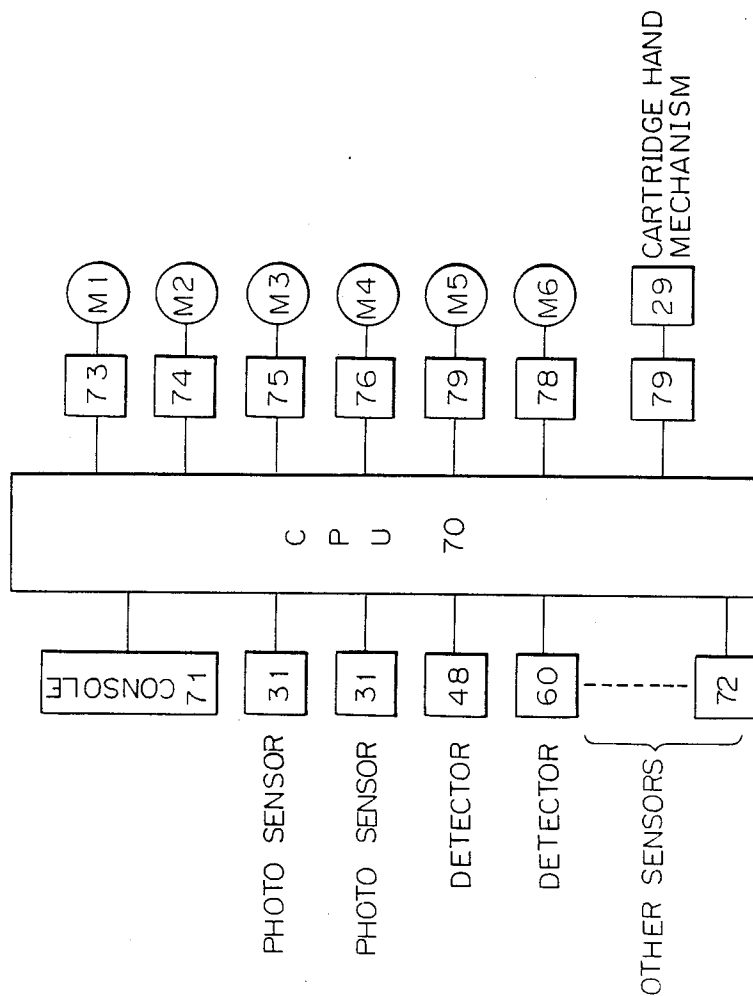 CONSOLE
71
PHOTO SENSOR
31
PHOTO SENSOR
31
DETECTOR
48
DETECTOR
60
OTHER SENSORS
72
CPU
70
73
M1
74
M2
75
M3
76
M4
79
M5
78
M6
79
29
CARTRIDGE HAND
MECHANISM